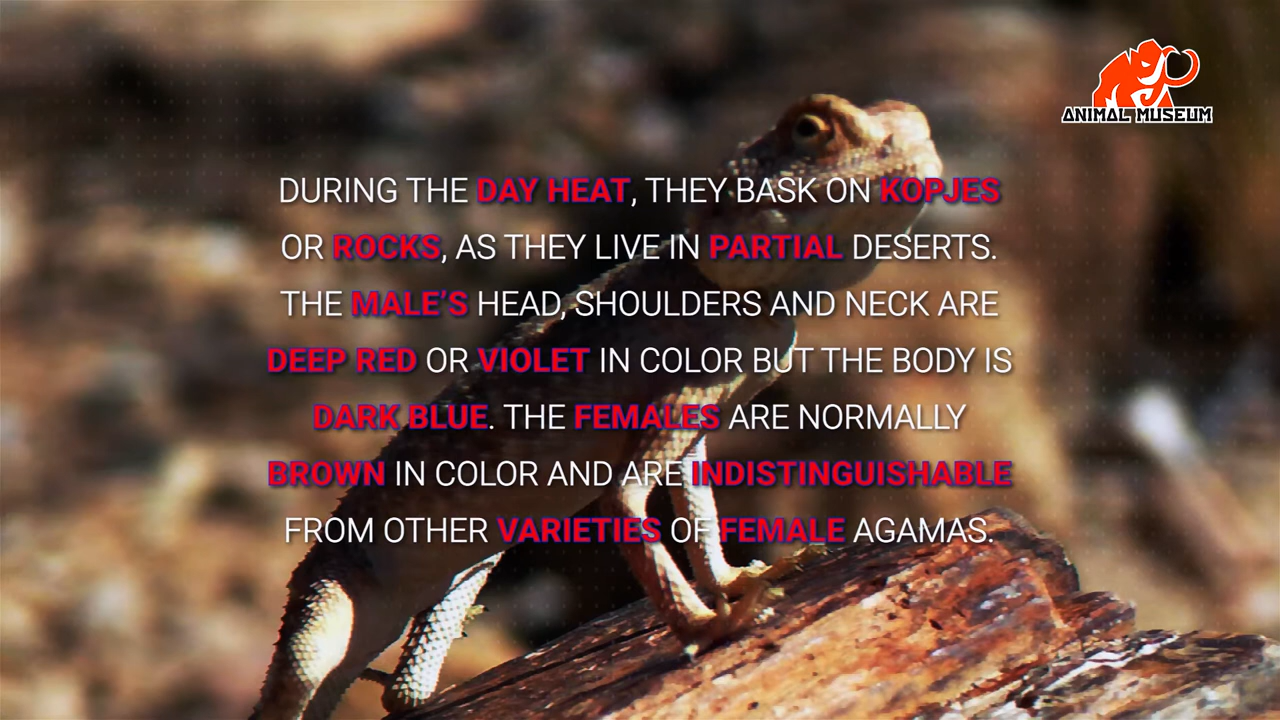 ANIMAL MUSEUM
DURING THE DAY HEAT, THEY BASK ON KOPJES
OR ROCKS, AS THEY LIVE IN PARTIAL DESERTS.
THE MALE'S HEAD, SHOULDERS AND NECK ARE
DEEP RED OR VIOLET IN COLOR BUT THE BODY IS
DARK BLUE. THE FEMALES ARE NORMALLY
BROWN IN COLOR AND ARE INDISTINGUISHABLE
FROM OTHER VARIETIES OF FEMALE AGAMAS.